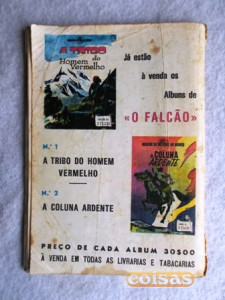 A TRIBO
do
Homem
Vermelho
Já estão
à venda os
Albuns de
«O FALCÃO»
N.º 1
A TRIBO DO HOMEM
VERMELHO
N.º 2
A COLUNA ARDENTE
A COLUNA
ARDENTE
PREÇO DE CADA ALBUM 30$00
À VENDA EM TODAS AS LIVRARIAS E TABACARIAS
coisas